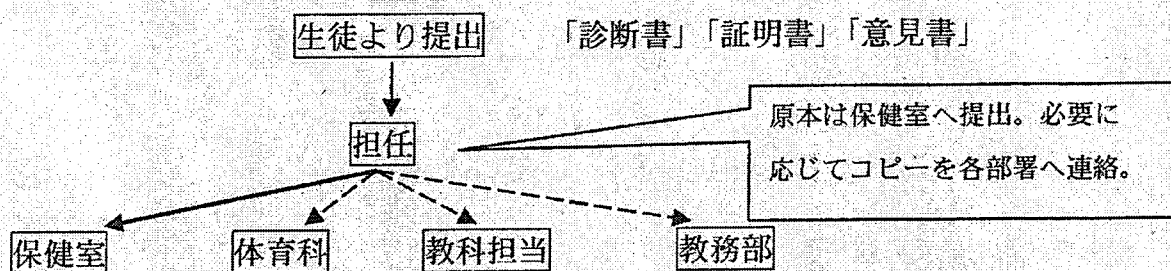 生徒より提出 「診断書」「証明書」「意見書」
担任
原本は保健室へ提出。必要に
応じてコピーを各部署へ連絡。
保健室 体育科 教科担当 教務部